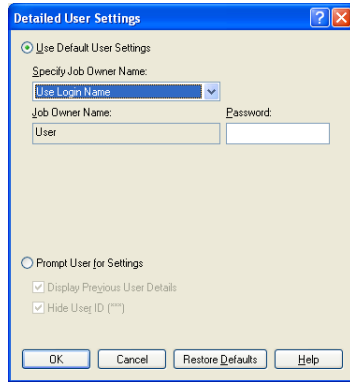 Detailed User Settings
Use Default User Settings
Specify Job Owner Name:
Use Login Name
Job Owner Name: Password:
User
Prompt User for Settings
Display Previous User Details
Hide User ID (***)
OK Cancel Restore Defaults Help